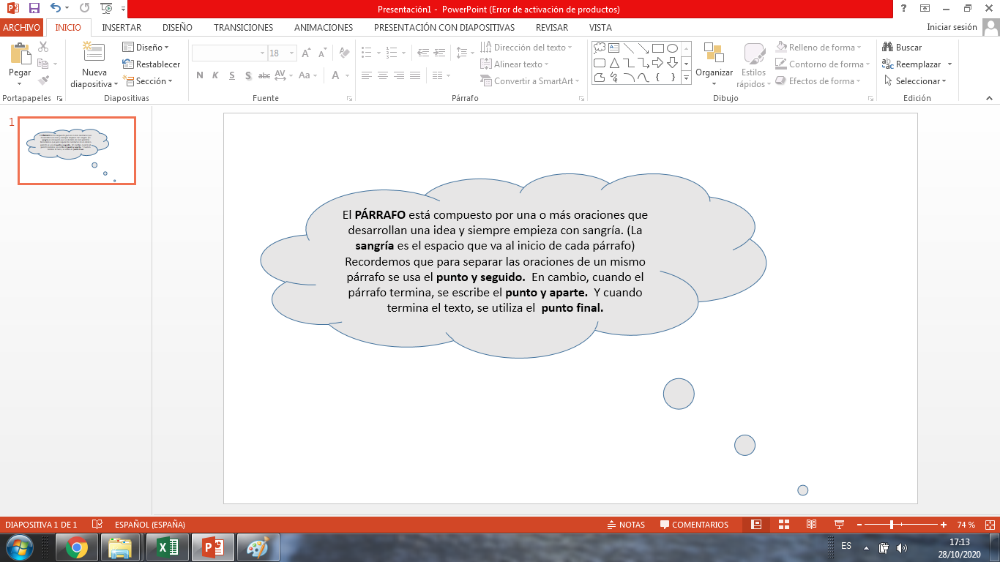 Presentación1 - PowerPoint (Error de activación de productos)
ARCHIVO INICIO INSERTAR DISEÑO TRANSICIONES ANIMACIONES PRESENTACIÓN CON DIAPOSITIVAS REVISAR VISTA Iniciar sesión
Pegar
Portapapeles
Nueva diapositiva
Diseño
Restablecer
Sección
Diapositivas
18
N K S S abc AV Aa A
Fuente
Dirección del texto
Alinear texto
Convertir a SmartArt
Párrafo
Organizar
Estilos rápidos
Relleno de forma
Contorno de forma
Efectos de forma
Dibujo
Buscar
Reemplazar
Seleccionar
Edición
1
El PÁRRAFO está compuesto por una o más oraciones que
desarrollan una idea y siempre empieza con sangría. (La
sangría es el espacio que va al inicio de cada párrafo)
Recordemos que para separar las oraciones de un mismo
párrafo se usa el punto y seguido. En cambio, cuando el
párrafo termina, se escribe el punto y aparte. Y cuando
termina el texto, se utiliza el punto final.
DIAPOSITIVA 1 DE 1 ESPAÑOL (ESPAÑA) NOTAS COMENTARIOS 74 %
ES
17:13
28/10/2020